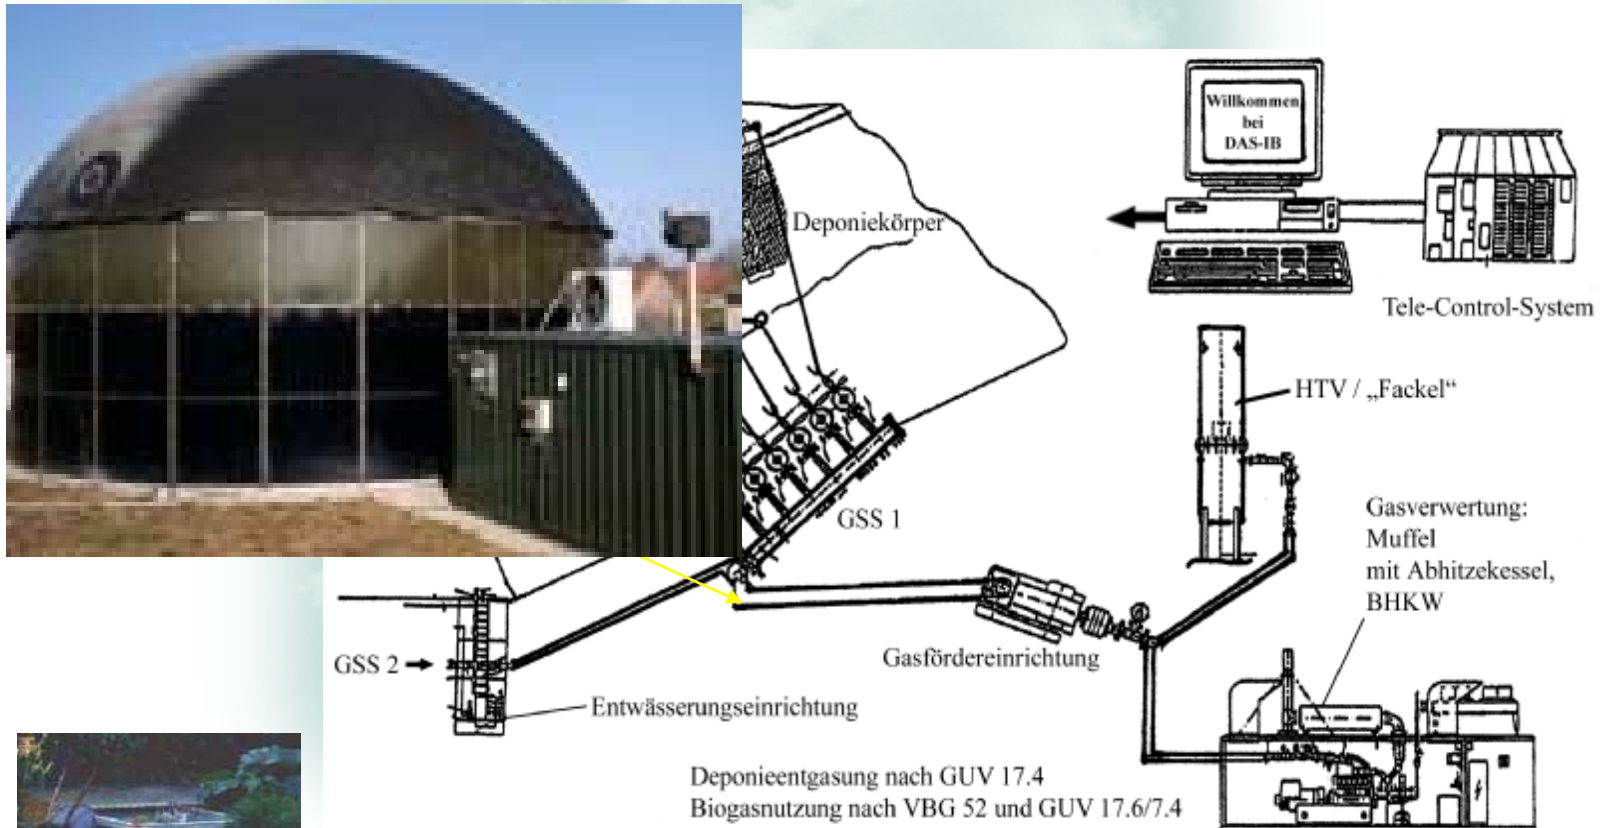 Willkommen
bei
DAS-IB
Deponiekörper
Tele-Control-System
HTV / „Fackel“
GSS 1
Gasverwertung:
Muffel
mit Abhitzekessel,
BHKW
GSS 2
Gasfördereinrichtung
Entwässerungseinrichtung
Deponieentgasung nach GUV 17.4
Biogasnutzung nach VBG 52 und GUV 17.6/7.4